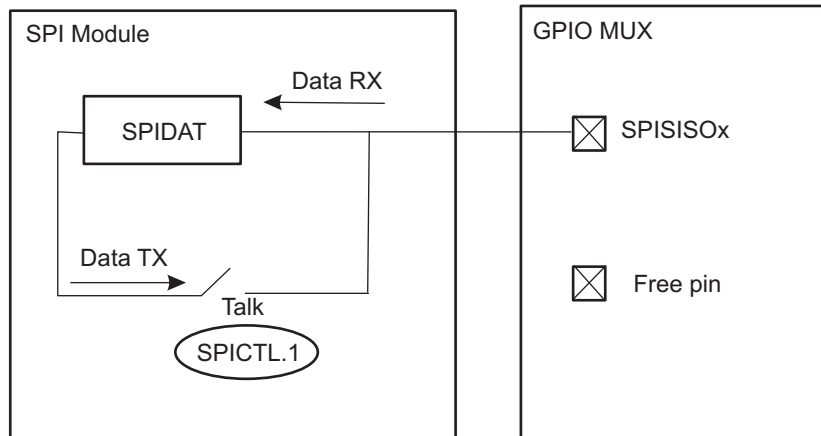 SPI Module
GPIO MUX
Data RX
SPIDAT
SPISISOx
Data TX
Free pin
Talk
SPICTL.1